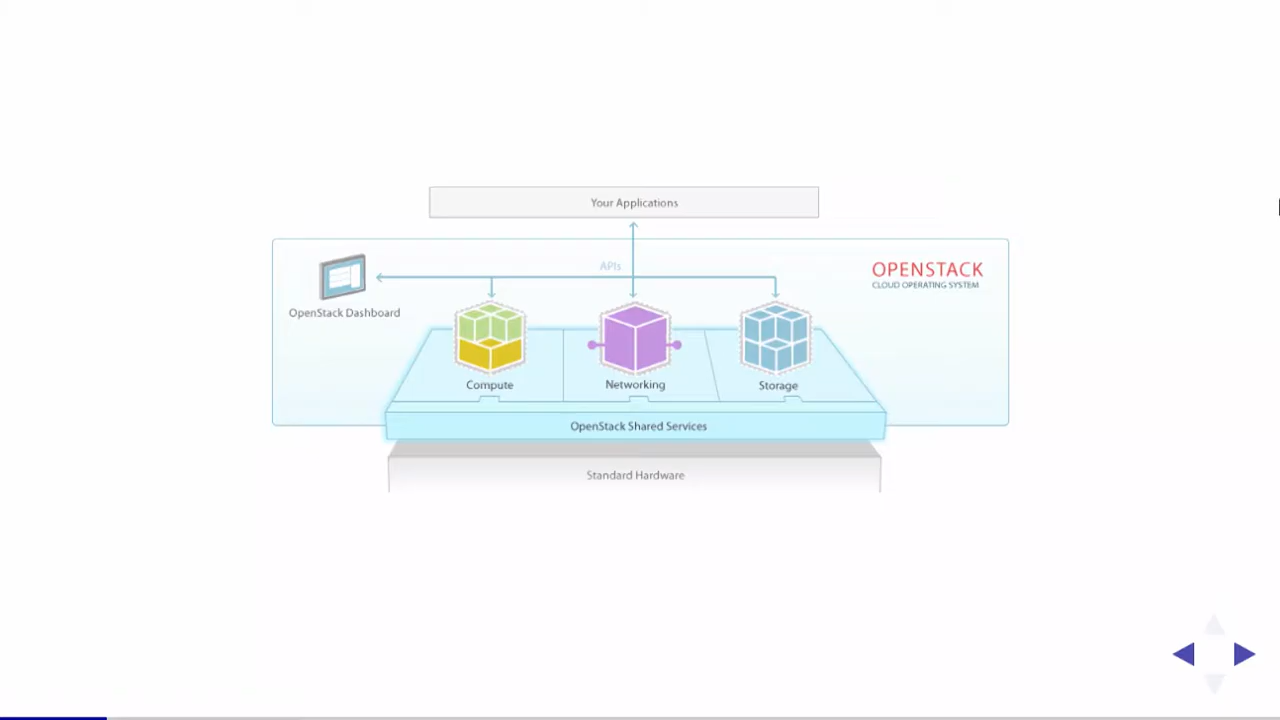 Your Applications
APIs
OPENSTACK
CLOUD OPERATING SYSTEM
OpenStack Dashboard
Compute
Networking
Storage
OpenStack Shared Services
Standard Hardware